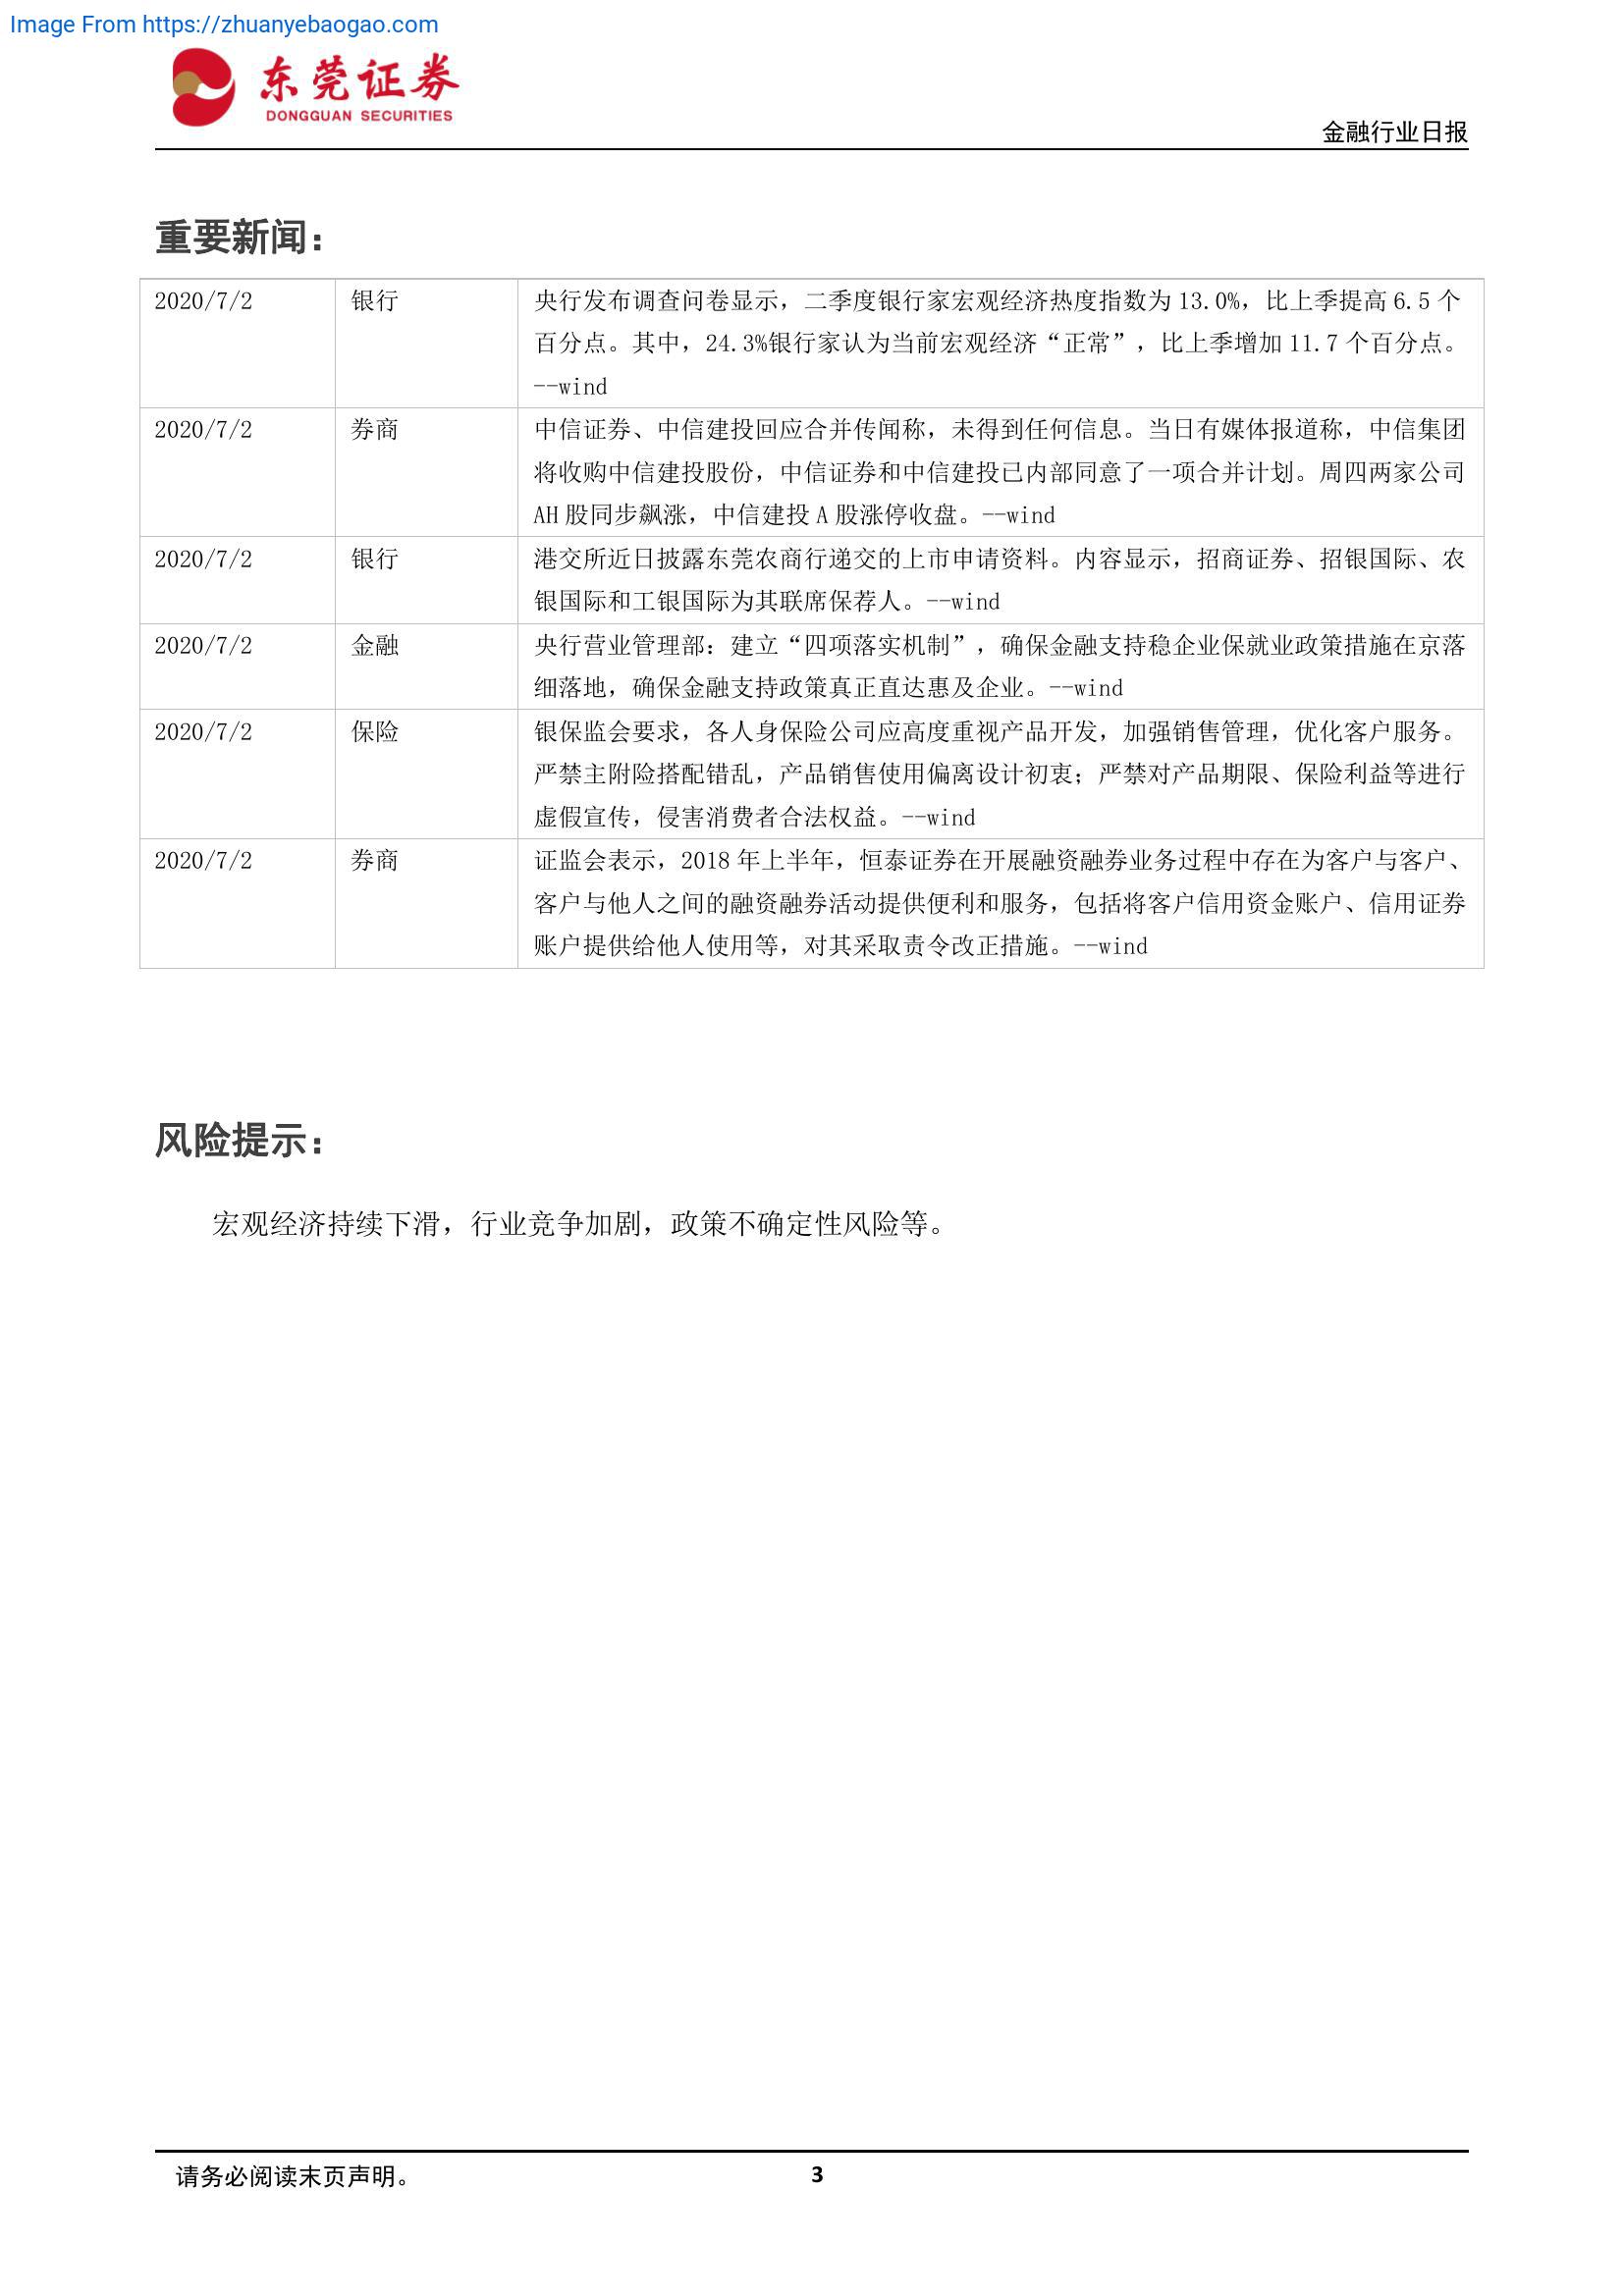 Image From https://zhuanyebaogao.com
东莞证券
DONGGUAN SECURITIES
金融行业日报
重要新闻：
2020/7/2 银行 央行发布调查问卷显示，二季度银行家宏观经济热度指数为 13.0%，比上季提高 6.5 个
百分点。其中，24.3%银行家认为当前宏观经济“正常”，比上季增加 11.7 个百分点。
--wind
2020/7/2 券商 中信证券、中信建投回应合并传闻称，未得到任何信息。当日有媒体报道称，中信集团
将收购中信建投股份，中信证券和中信建投已内部同意了一项合并计划。周四两家公司
AH 股同步飙涨，中信建投 A 股涨停收盘。--wind
2020/7/2 银行 港交所近日披露东莞农商行递交的上市申请资料。内容显示，招商证券、招银国际、农
银国际和工银国际为其联席保荐人。--wind
2020/7/2 金融 央行营业管理部：建立“四项落实机制”，确保金融支持稳企业保就业政策措施在京落
细落地，确保金融支持政策真正直达惠及企业。--wind
2020/7/2 保险 银保监会要求，各人身保险公司应高度重视产品开发，加强销售管理，优化客户服务。
严禁主附险搭配错乱，产品销售使用偏离设计初衷；严禁对产品期限、保险利益等进行
虚假宣传，侵害消费者合法权益。--wind
2020/7/2 券商 证监会表示，2018 年上半年，恒泰证券在开展融资融券业务过程中存在为客户与客户、
客户与他人之间的融资融券活动提供便利和服务，包括将客户信用资金账户、信用证券
账户提供给他人使用等，对其采取责令改正措施。--wind
风险提示：
宏观经济持续下滑，行业竞争加剧，政策不确定性风险等。
请务必阅读末页声明。
3